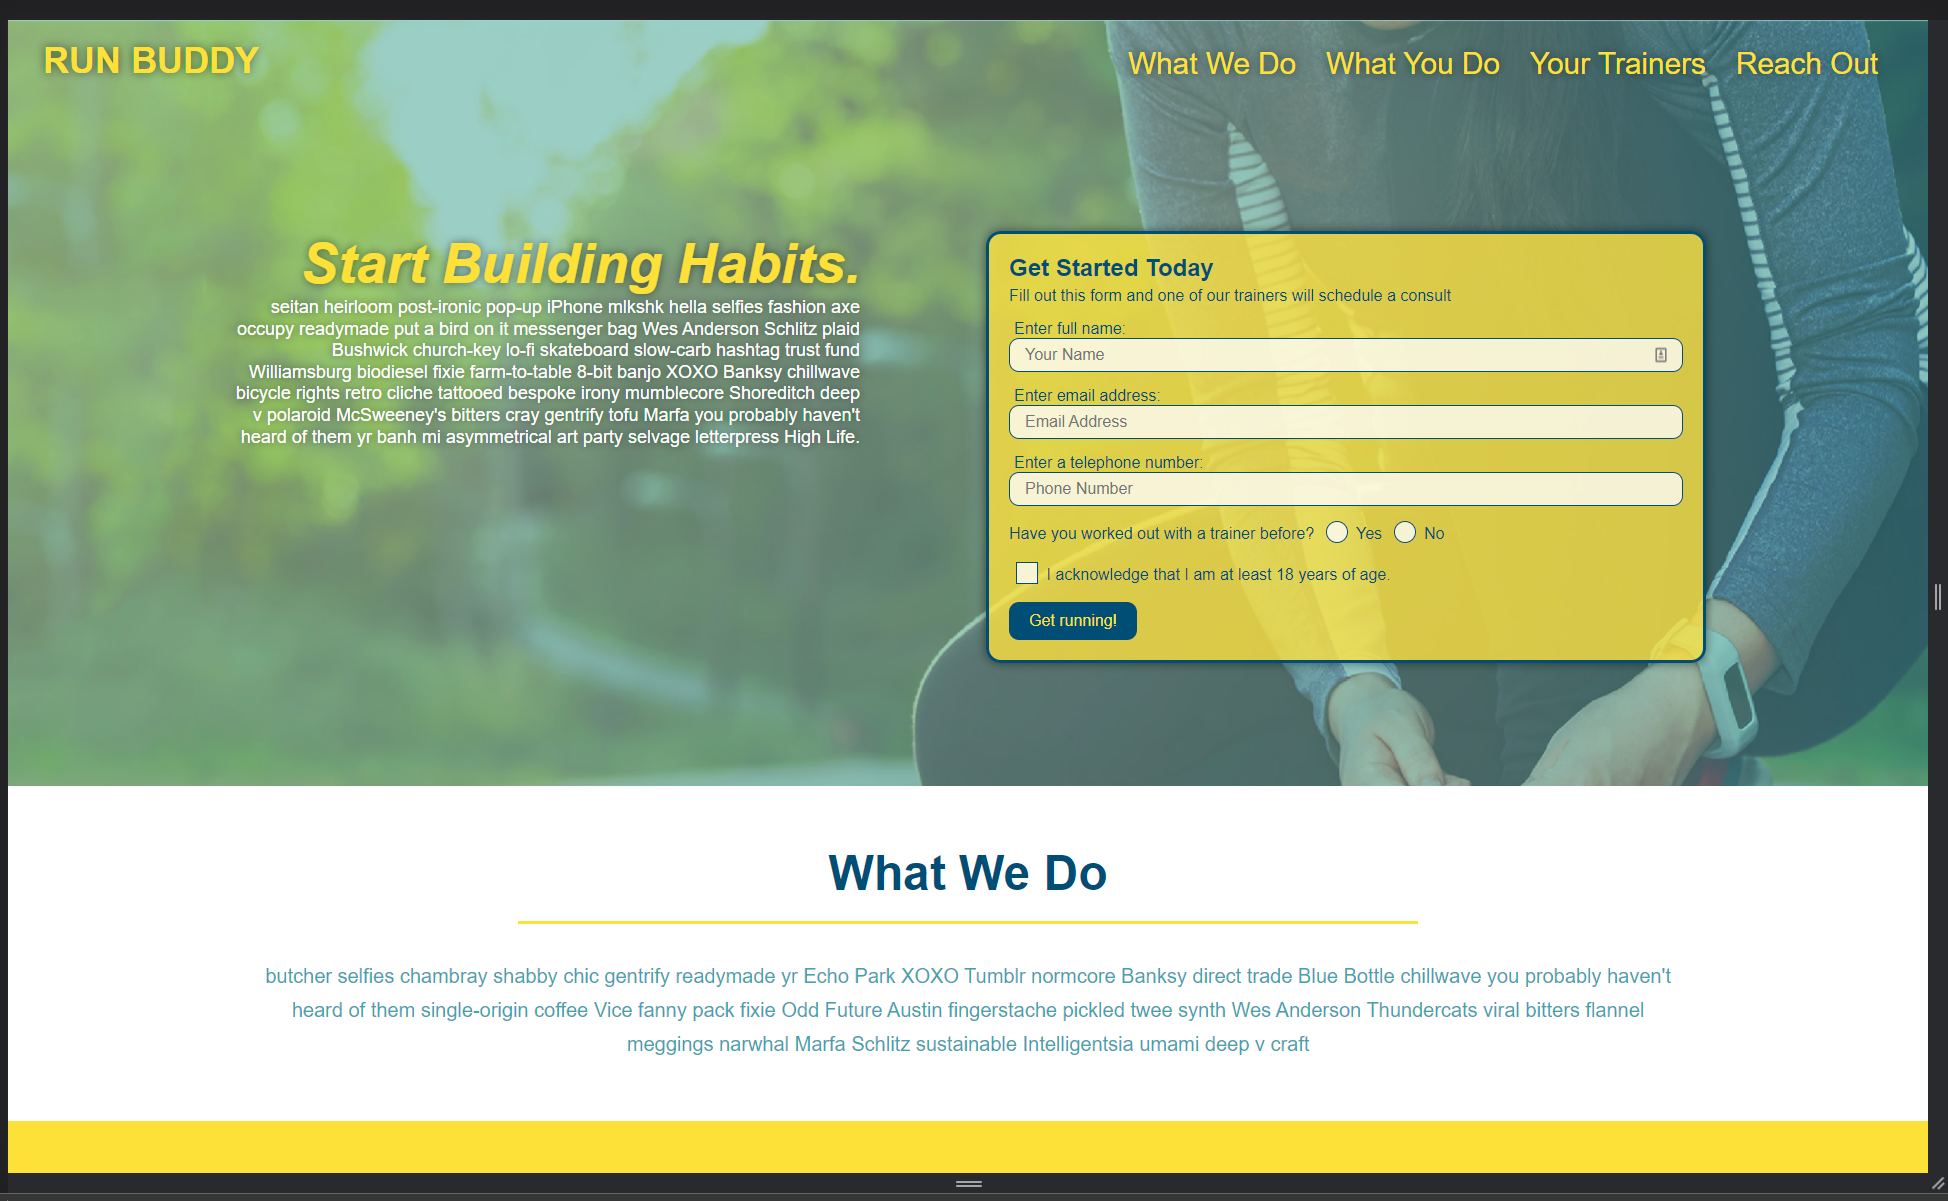 RUN BUDDY
What We Do
What You Do
Your Trainers
Reach Out
Start Building Habits.
seitan heirloom post-ironic pop-up iPhone mlkshk hella selfies fashion axe
occupy readymade put a bird on it messenger bag Wes Anderson Schlitz plaid
Bushwick church-key lo-fi skateboard slow-carb hashtag trust fund
Williamsburg biodiesel fixie farm-to-table 8-bit banjo XOXO Banksy chillwave
bicycle rights retro cliche tattooed bespoke irony mumblecore Shoreditch deep
v polaroid McSweeney's bitters cray gentrify tofu Marfa you probably haven't
heard of them yr banh mi asymmetrical art party selvage letterpress High Life.
Get Started Today
Fill out this form and one of our trainers will schedule a consult
Enter full name:
Your Name
Enter email address:
Email Address
Enter a telephone number:
Phone Number
Have you worked out with a trainer before? Yes No
I acknowledge that I am at least 18 years of age.
Get running!
What We Do
butcher selfies chambray shabby chic gentrify readymade yr Echo Park XOXO Tumblr normcore Banksy direct trade Blue Bottle chillwave you probably haven't
heard of them single-origin coffee Vice fanny pack fixie Odd Future Austin fingerstache pickled twee synth Wes Anderson Thundercats viral bitters flannel
meggings narwhal Marfa Schlitz sustainable Intelligentsia umami deep v craft